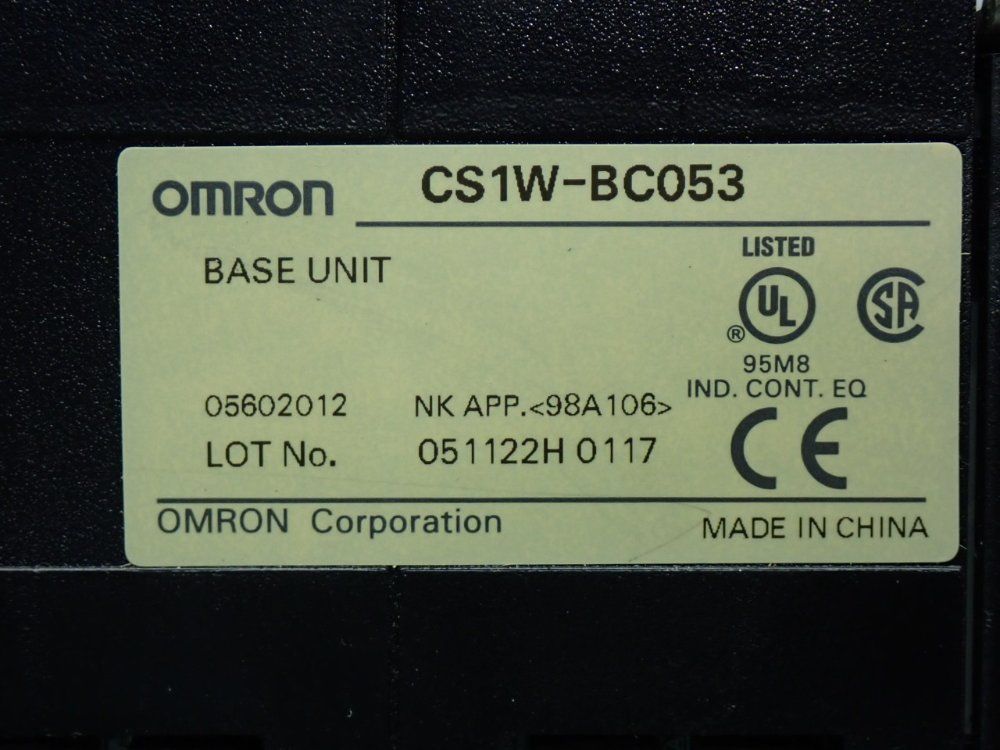 OMRON CS1W-BC053
BASE UNIT
LISTED
UL
®
SA
95M8
IND. CONT. EQ
05602012 NK APP.<98A106>
LOT No. 051122H 0117
CE
OMRON Corporation
MADE IN CHINA